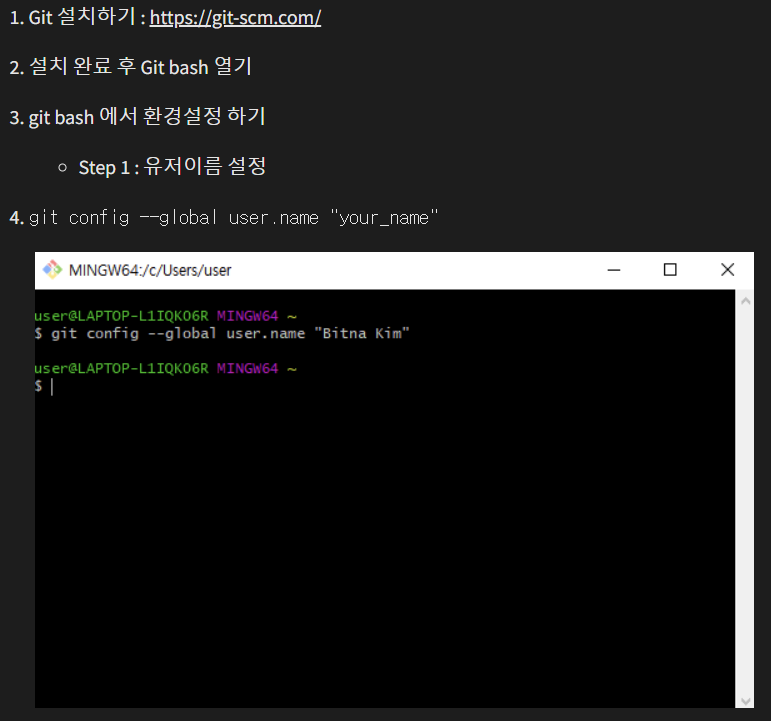 1. Git 설치하기 : https://git-scm.com/
2. 설치 완료 후 Git bash 열기
3. git bash 에서 환경설정 하기
○ Step 1 : 유저이름 설정
4. git config --global user.name "your_name"
MINGW64:/c/Users/user
user@LAPTOP-L1IQKO6R MINGW64 ~
$ git config --global user.name "Bitna Kim"
user@LAPTOP-L1IQKO6R MINGW64 ~
$